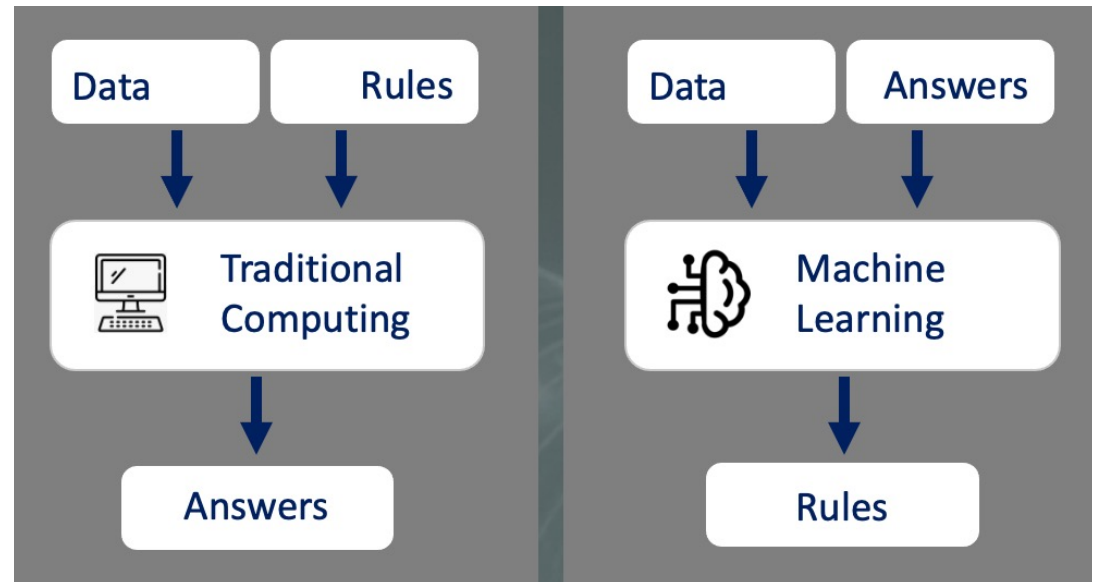 Data
Rules
Traditional
Computing
Answers
Data
Answers
Machine
Learning
Rules